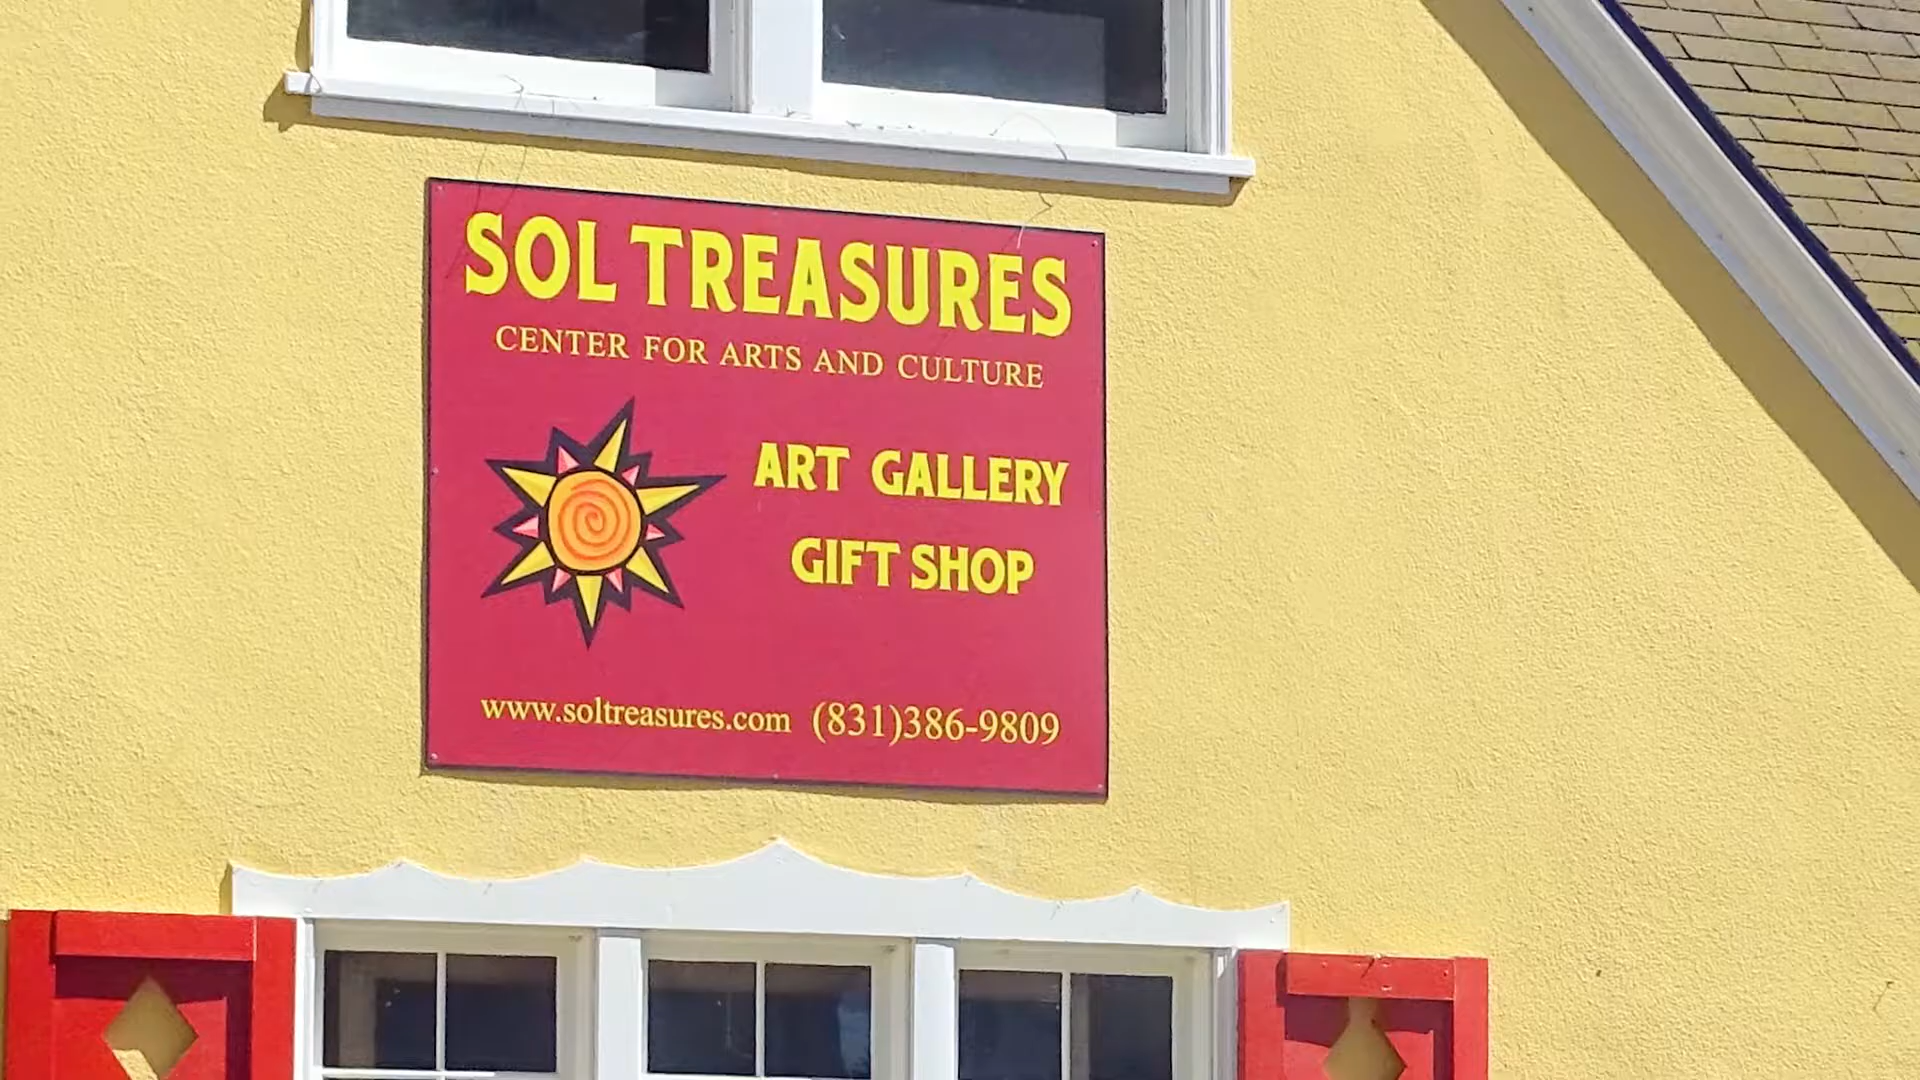 SOL TREASURES
CENTER FOR ARTS AND CULTURE
ART GALLERY
GIFT SHOP
www.soltreasures.com (831)386-9809